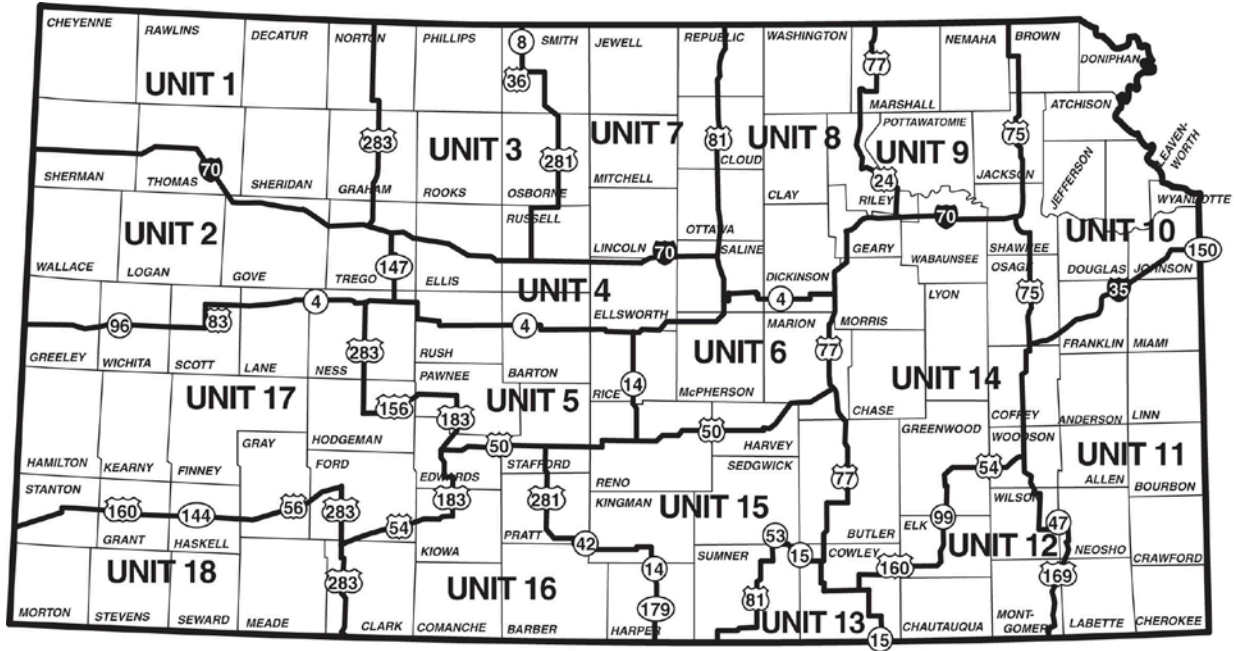 CHEYENNE
RAWLINS
DECATUR
NORTON
PHILLIPS
8
SMITH
JEWELL
REPUBLIC
WASHINGTON
NEMAHA
BROWN
DONIPHAN
36
77
MARSHALL
ATCHISON
UNIT 1
283
UNIT 3
281
UNIT 7
81
UNIT 8
POTTAWATOMIE
UNIT 9
75
LEAVEN-
WORTH
CLOUD
SHERMAN
THOMAS
70
SHERIDAN
GRAHAM
ROOKS
OSBORNE
MITCHELL
CLAY
24
RILEY
JACKSON
JEFFERSON
WYANDOTTE
RUSSELL
UNIT 2
OTTAWA
70
UNIT 10
WALLACE
LOGAN
GOVE
TREGO
147
ELLIS
LINCOLN
70
SALINE
DICKINSON
GEARY
WABAUNSEE
SHAWNEE
OSAGE
DOUGLAS
JOHNSON
150
UNIT 4
ELLSWORTH
4
LYON
75
35
96
83
4
4
MARION
MORRIS
GREELEY
WICHITA
SCOTT
LANE
NESS
283
RUSH
BARTON
UNIT 6
77
FRANKLIN
MIAMI
PAWNEE
RICE
14
McPHERSON
UNIT 14
UNIT 17
156
183
UNIT 5
50
50
CHASE
COFFEY
ANDERSON
LINN
HAMILTON
KEARNY
FINNEY
GRAY
HODGEMAN
FORD
EDWARDS
STAFFORD
RENO
HARVEY
SEDGWICK
GREENWOOD
WOODSON
UNIT 11
STANTON
160
144
56
283
54
183
281
KINGMAN
UNIT 15
77
54
WILSON
ALLEN
BOURBON
GRANT
HASKELL
KIOWA
PRATT
42
SUMNER
53
15
BUTLER
COWLEY
ELK
99
UNIT 12
47
NEOSHO
CRAWFORD
UNIT 18
283
UNIT 16
14
160
169
MORTON
STEVENS
SEWARD
MEADE
CLARK
COMANCHE
BARBER
HARPER
179
81
UNIT 13
15
CHAUTAUQUA
MONT-
GOMERY
LABETTE
CHEROKEE